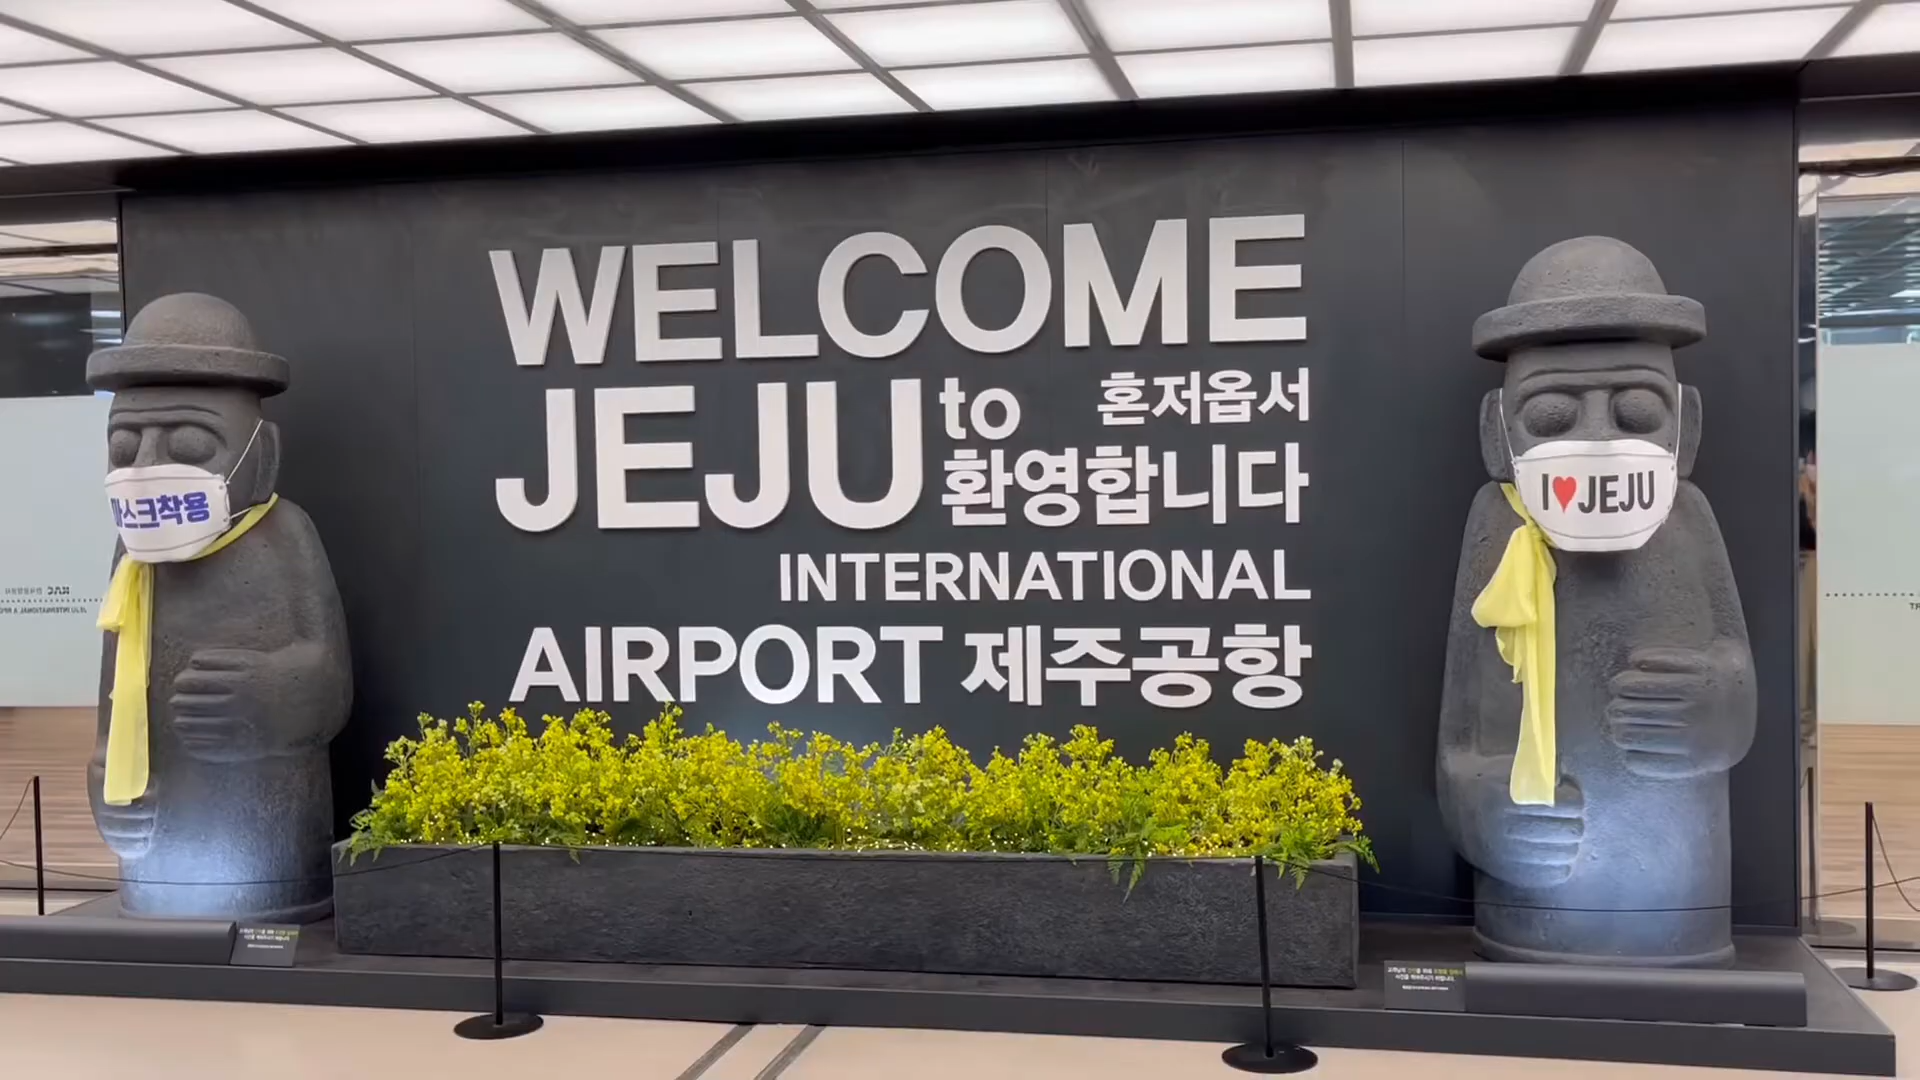 WELCOME
to 혼저옵서
JEJU 환영합니다
INTERNATIONAL
AIRPORT 제주공항
마스크착용
I♥JEJU